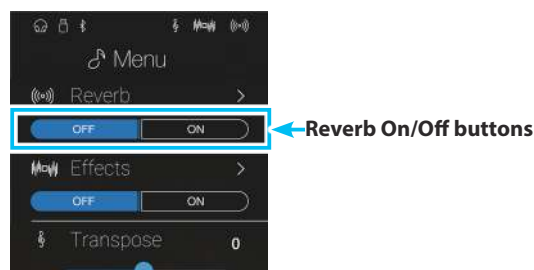 Menu
Reverb >
OFF ON
Reverb On/Off buttons
Effects >
OFF ON
Transpose 0